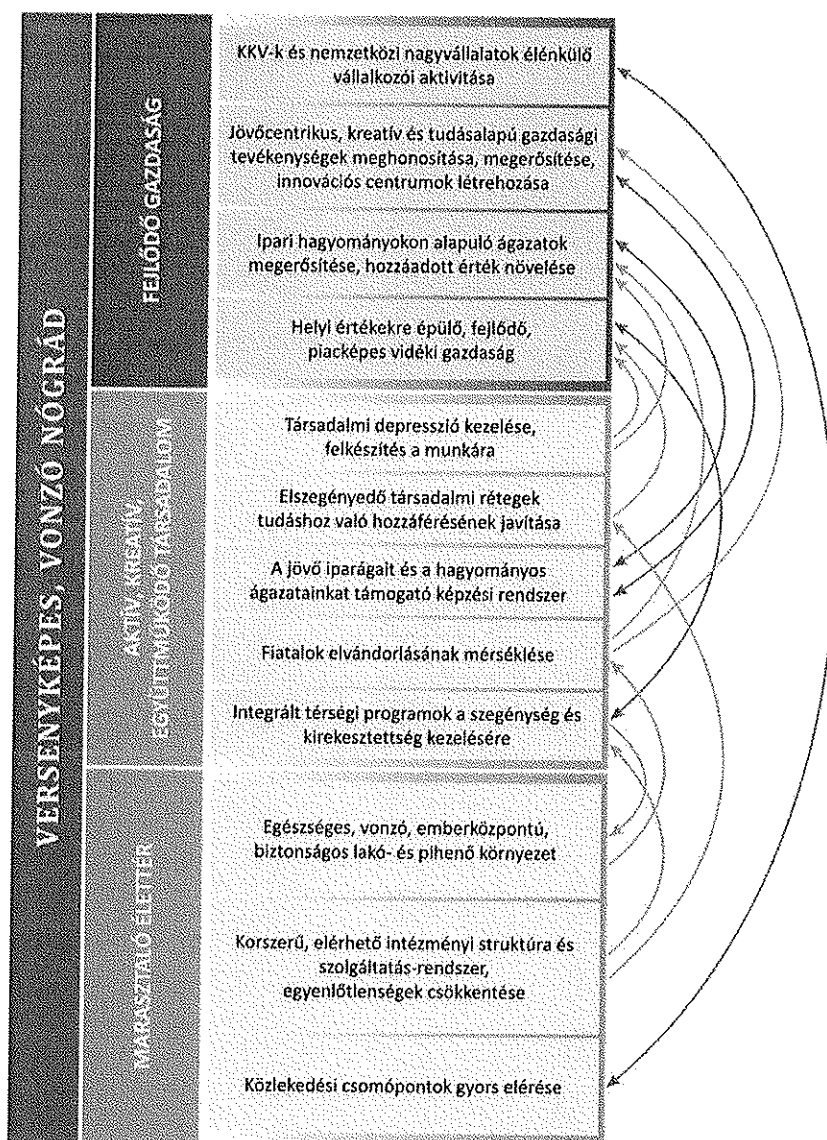 VERSENYKÉPES, VONZÓ NÓGRÁD
FEJLŐDŐ GAZDASÁG
KKV-k és nemzetközi nagyvállalatok élénkülő
vállalkozói aktivitása
Jövőcentrikus, kreatív és tudásalapú gazdasági
tevékenységek meghonosítása, megerősítése,
innovációs centrumok létrehozása
Ipari hagyományokon alapuló ágazatok
megerősítése, hozzáadott érték növelése
Helyi értékekre épülő, fejlődő,
piacképes vidéki gazdaság
AKTÍV, KREATÍV,
EGYÜTTMŰKÖDŐ TÁRSADALOM
Társadalmi depresszió kezelése,
felkészítés a munkára
Elszegényedő társadalmi rétegek
tudáshoz való hozzáférésének javítása
A jövő iparágait és a hagyományos
ágazatainkat támogató képzési rendszer
Fiatalok elvándorlásának mérséklése
Integrált térségi programok a szegénység és
kirekesztettség kezelésére
MARASZTALÓ ÉLETTÉR
Egészséges, vonzó, emberközpontú,
biztonságos lakó- és pihenő környezet
Korszerű, elérhető intézményi struktúra és
szolgáltatás-rendszer,
egyenlőtlenségek csökkentése
Közlekedési csomópontok gyors elérése